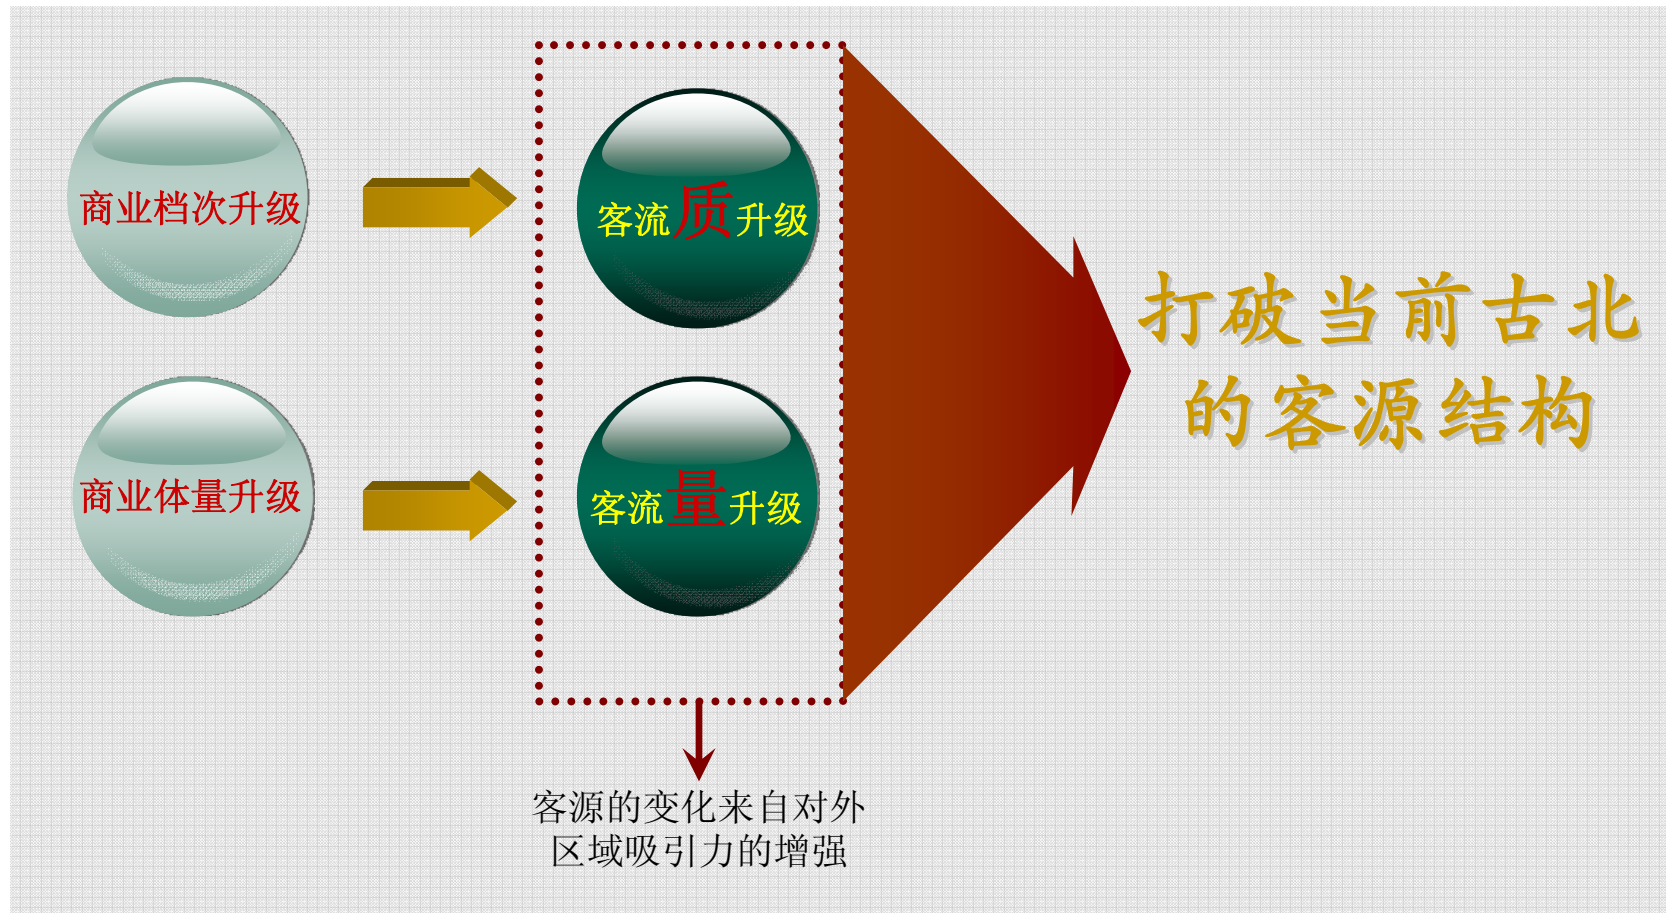 商业档次升级
客流质升级
商业体量升级
客流量升级
打破当前古北
的客源结构
客源的变化来自对外
区域吸引力的增强